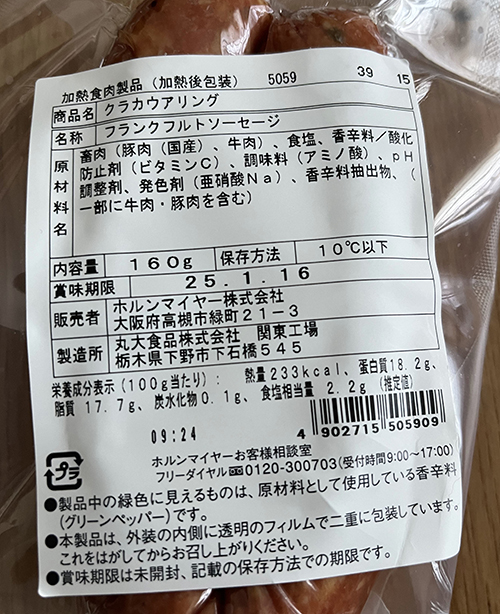 加熱食肉製品（加熱後包装） 5059 39 15
商品名 クラカウアリング
名称 フランクフルトソーセージ
原材料名 畜肉（豚肉（国産）、牛肉）、食塩、香辛料／酸化
防止剤（ビタミンC）、調味料（アミノ酸）、pH
調整剤、発色剤（亜硝酸Na）、香辛料抽出物、（
一部に牛肉・豚肉を含む）
内容量 160g 保存方法 10℃以下
賞味期限 25.1.16
販売者 ホルンマイヤー株式会社
大阪府高槻市緑町21－3
製造所 丸大食品株式会社 関東工場
栃木県下野市下石橋545
栄養成分表示（100g当たり）： 熱量233kcal、蛋白質18.2g、
脂質17.7g、炭水化物0.1g、食塩相当量 2.2g（推定値）
09:24
4 902715 505909
ホルンマイヤーお客様相談室
フリーダイヤル 0120-300703（受付時間9:00〜17:00）
プラ
●製品中の緑色に見えるものは、原材料として使用している香辛料
（グリーンペッパー）です。
●本製品は、外装の内側に透明のフィルムで二重に包装しています。
これをはがしてからお召し上がりください。
●賞味期限は未開封、記載の保存方法での期限です。